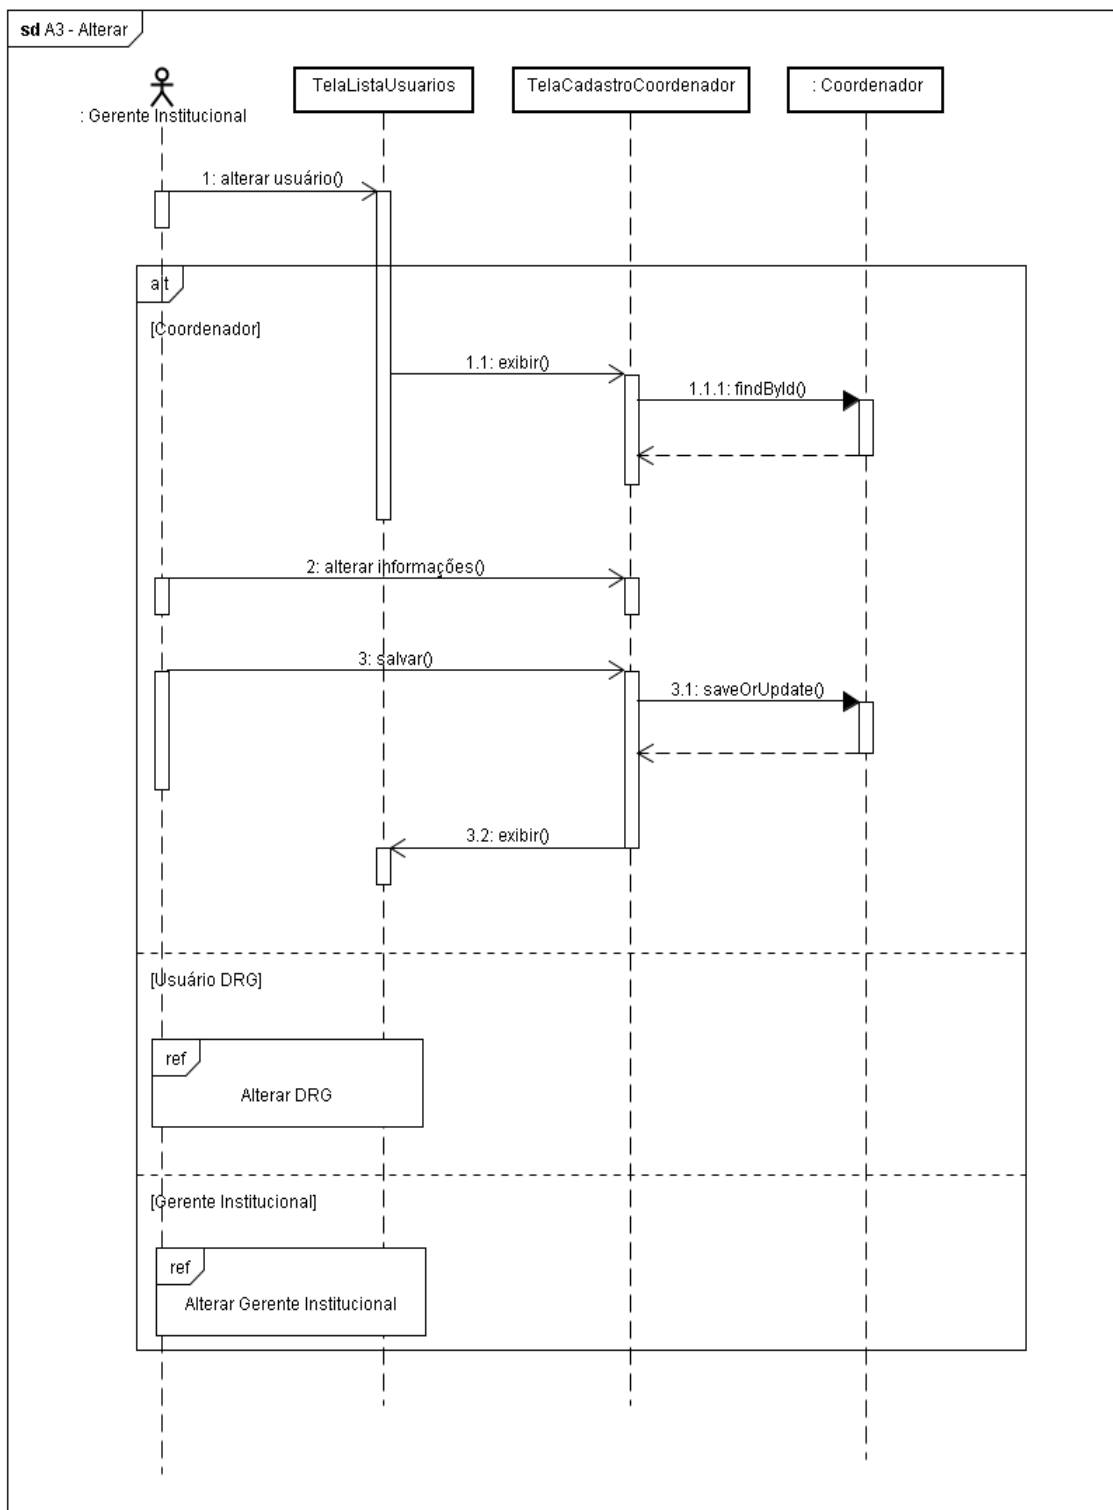 sd A3 - Alterar
: Gerente Institucional
TelaListaUsuarios
TelaCadastroCoordenador
: Coordenador
1: alterar usuário()
alt
[Coordenador]
1.1: exibir()
1.1.1: findById()
2: alterar informações()
3: salvar()
3.1: saveOrUpdate()
3.2: exibir()
[Usuário DRG]
ref
Alterar DRG
[Gerente Institucional]
ref
Alterar Gerente Institucional